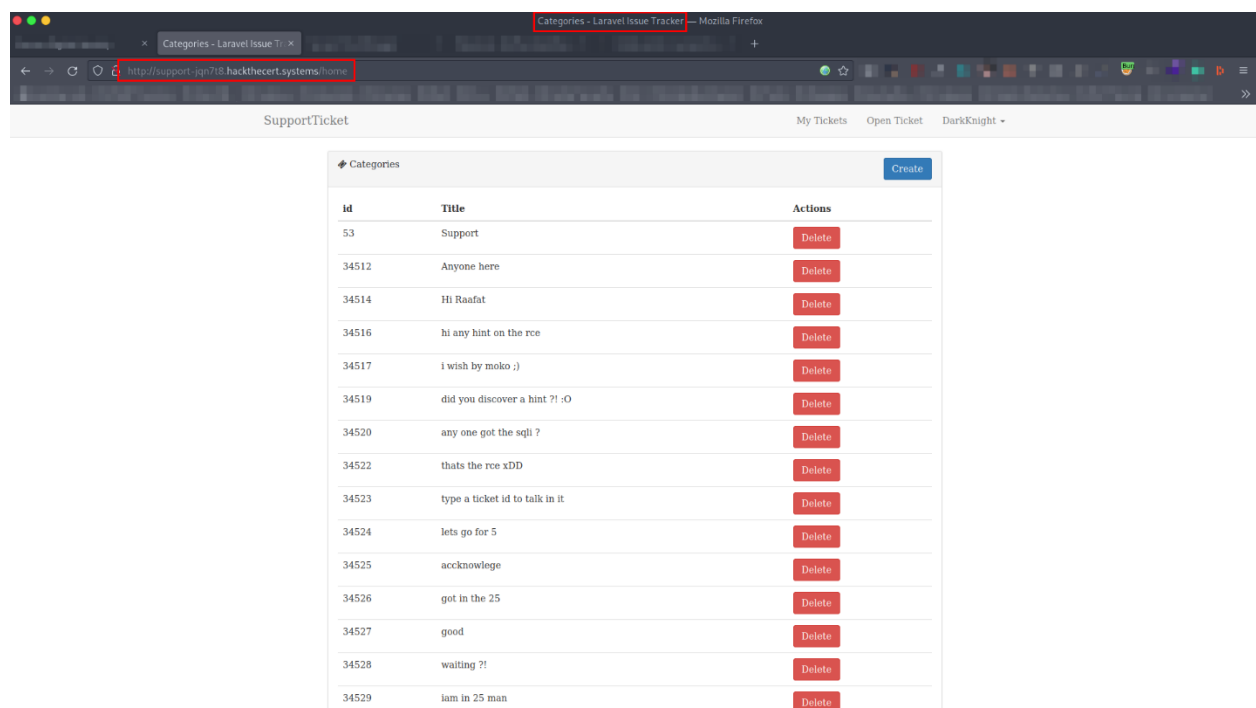 Categories - Laravel Issue Tracker — Mozilla Firefox
× Categories - Laravel Issue Tr × +
http://support-jqn7t8.hackthecert.systems/home
SupportTicket My Tickets Open Ticket DarkKnight
Categories Create
id Title Actions
53 Support Delete
34512 Anyone here Delete
34514 Hi Raafat Delete
34516 hi any hint on the rce Delete
34517 i wish by moko ;) Delete
34519 did you discover a hint ?! :O Delete
34520 any one got the sqli ? Delete
34522 thats the rce xDD Delete
34523 type a ticket id to talk in it Delete
34524 lets go for 5 Delete
34525 accknowlege Delete
34526 got in the 25 Delete
34527 good Delete
34528 waiting ?! Delete
34529 iam in 25 man Delete